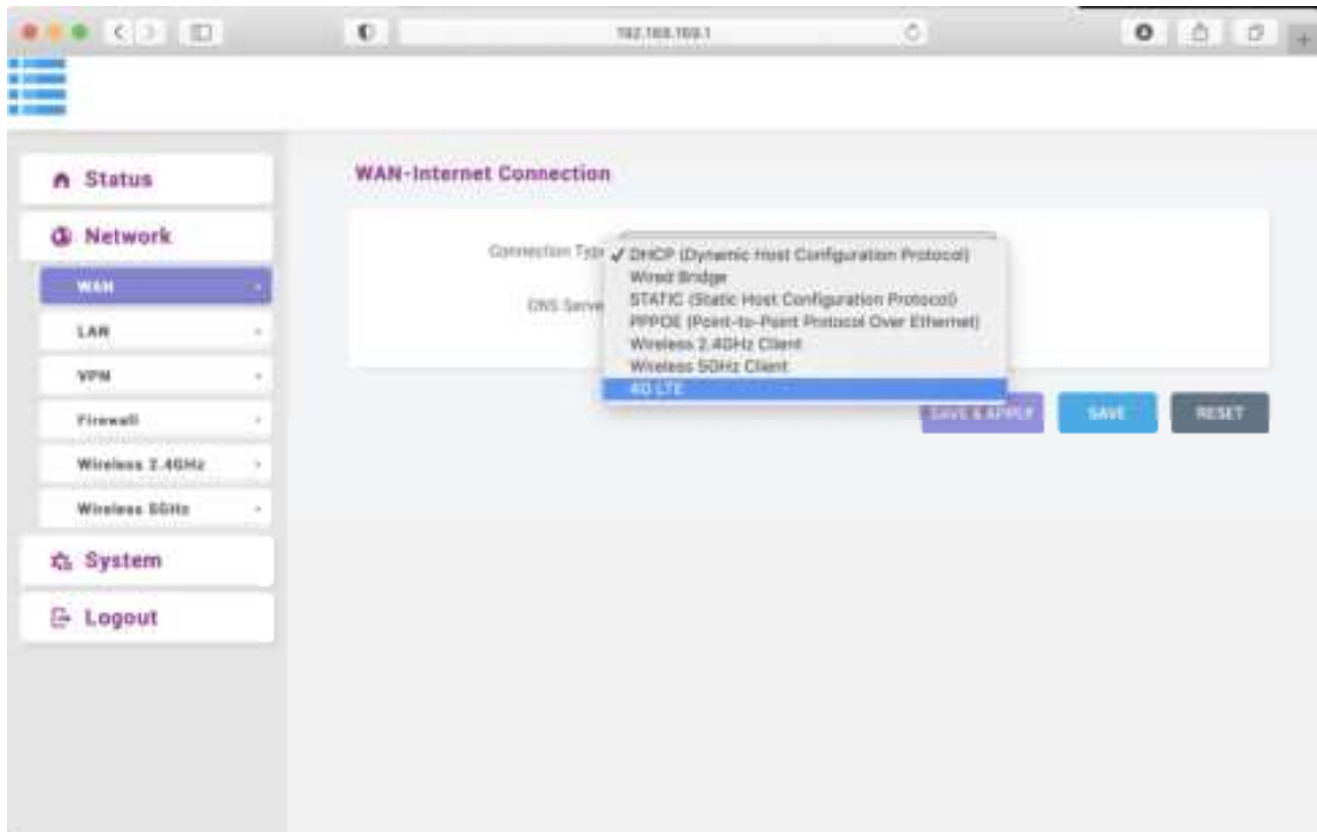 192.168.169.1
Status
WAN-Internet Connection
Network
Connection Type
✓ DHCP (Dynamic Host Configuration Protocol)
Wired Bridge
STATIC (Static Host Configuration Protocol)
PPPOE (Point-to-Point Protocol Over Ethernet)
Wireless 2.4GHz Client
Wireless 5GHz Client
4G LTE
DNS Serve
SAVE & APPLY
SAVE
RESET
WAN
LAN
VPN
Firewall
Wireless 2.4GHz
Wireless 5GHz
System
Logout